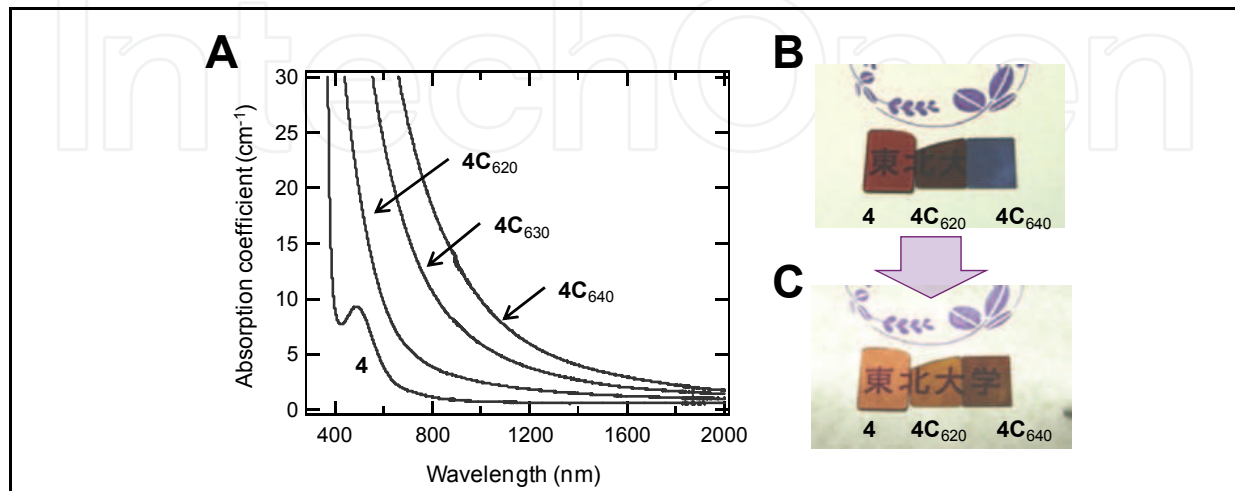 IntechOpen
A
Absorption coefficient (cm⁻¹)
30
25
20
15
10
5
0
4C₆₂₀
4C₆₃₀
4C₆₄₀
4
400 800 1200 1600 2000
Wavelength (nm)
B
東北大
4 4C₆₂₀ 4C₆₄₀
C
東北大学
4 4C₆₂₀ 4C₆₄₀